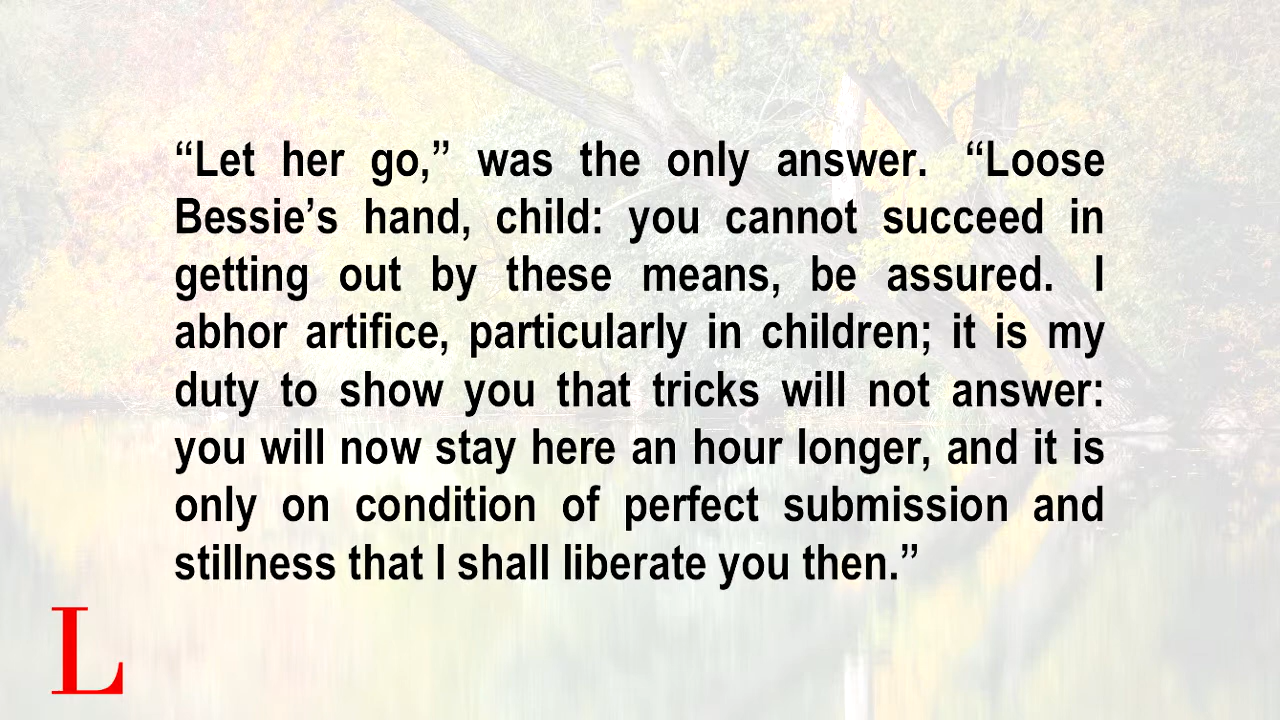 “Let her go,” was the only answer. “Loose
Bessie’s hand, child: you cannot succeed in
getting out by these means, be assured. I
abhor artifice, particularly in children; it is my
duty to show you that tricks will not answer:
you will now stay here an hour longer, and it is
only on condition of perfect submission and
stillness that I shall liberate you then.”
L